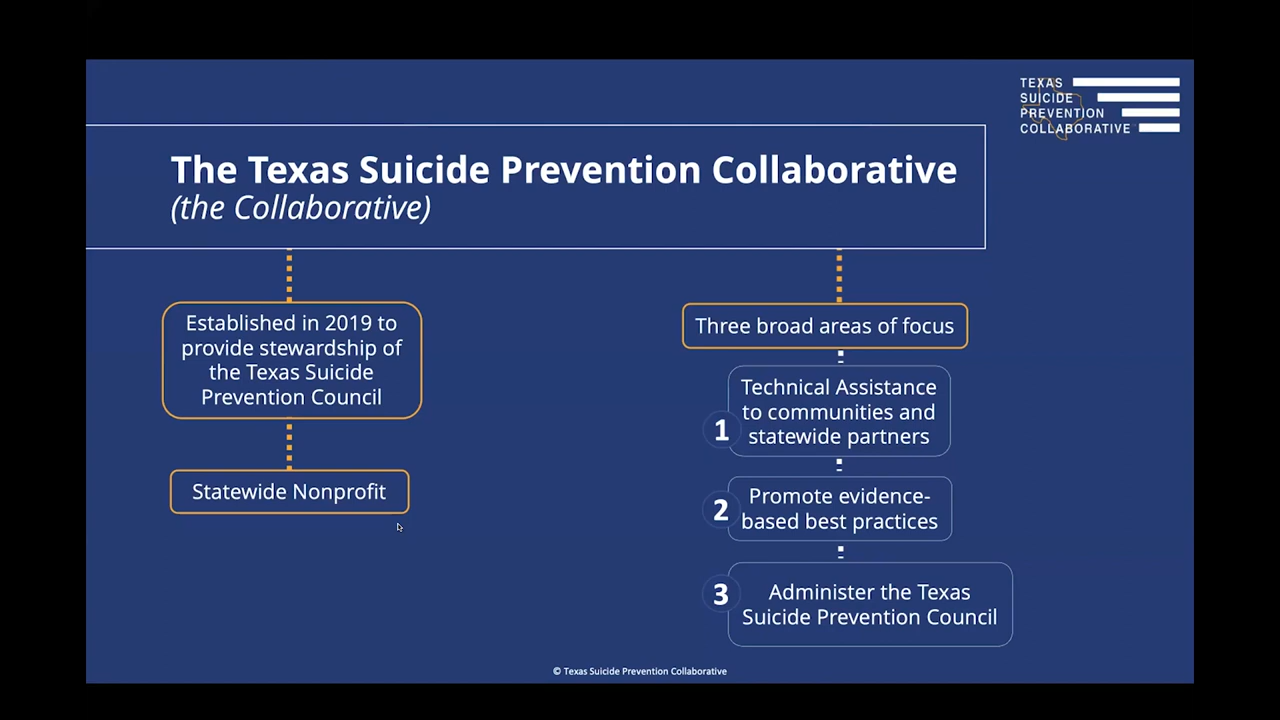 TEXAS
SUICIDE
PREVENTION
COLLABORATIVE
The Texas Suicide Prevention Collaborative
(the Collaborative)
Established in 2019 to
provide stewardship of
the Texas Suicide
Prevention Council
Statewide Nonprofit
Three broad areas of focus
1
Technical Assistance
to communities and
statewide partners
2
Promote evidence-
based best practices
3
Administer the Texas
Suicide Prevention Council
© Texas Suicide Prevention Collaborative